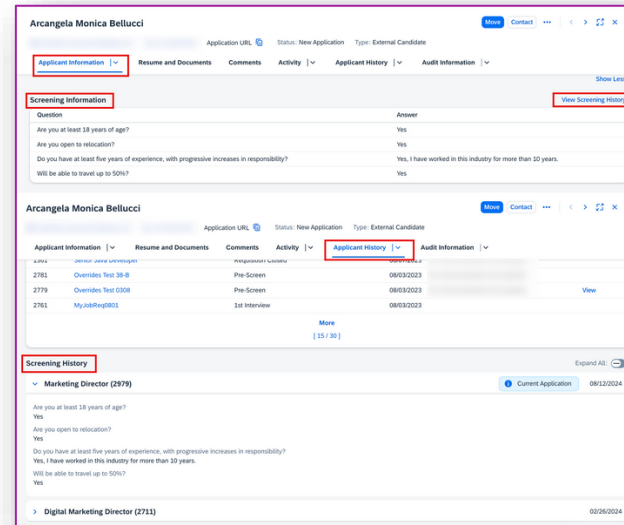 Arcangela Monica Bellucci
Move Contact
Application URL Status: New Application Type: External Candidate
Applicant Information Resume and Documents Comments Activity Applicant History Audit Information
Show Less
Screening Information View Screening History
Question Answer
Are you at least 18 years of age? Yes
Are you open to relocation? Yes
Do you have at least five years of experience, with progressive increases in responsibility? Yes, I have worked in this industry for more than 10 years.
Will be able to travel up to 50%? Yes
Arcangela Monica Bellucci
Move Contact
Application URL Status: New Application Type: External Candidate
Applicant Information Resume and Documents Comments Activity Applicant History Audit Information
Senior Java Developer Requisition Closed
2781 Overrides Test 38-B Pre-Screen 08/03/2023
2779 Overrides Test 0308 Pre-Screen 08/03/2023 View
2761 MyJobReq0801 1st Interview 08/03/2023
More
[ 15 / 30 ]
Screening History Expand All:
Marketing Director (2979) Current Application 08/12/2024
Are you at least 18 years of age?
Yes
Are you open to relocation?
Yes
Do you have at least five years of experience, with progressive increases in responsibility?
Yes, I have worked in this industry for more than 10 years.
Will be able to travel up to 50%?
Yes
Digital Marketing Director (2711) 02/26/2024